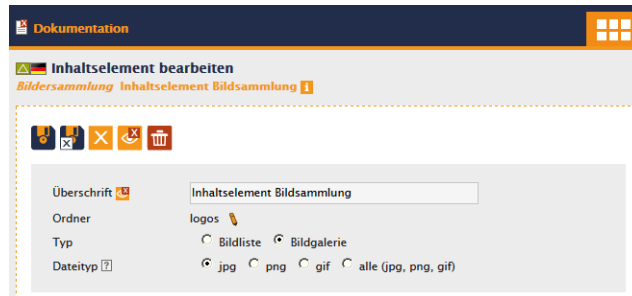 Dokumentation
Inhaltselement bearbeiten
Bildersammlung Inhaltselement Bildsammlung i
Überschrift Inhaltselement Bildsammlung
Ordner logos
Typ Bildliste Bildgalerie
Dateityp ? jpg png gif alle (jpg, png, gif)